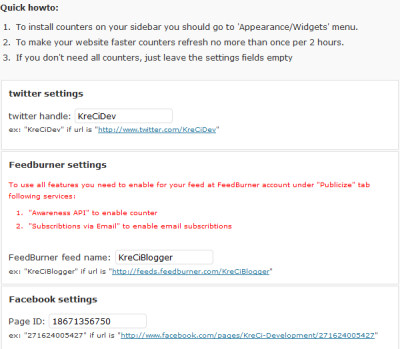 Quick howto:
1. To install counters on your sidebar you should go to 'Appearance/Widgets' menu.
2. To make your website faster counters refresh no more than once per 2 hours.
3. If you don't need all counters, just leave the settings fields empty
twitter settings
twitter handle: KreCiDev
ex: "KreCiDev" if url is "http://www.twitter.com/KreCiDev"
Feedburner settings
To use all features you need to enable for your feed at FeedBurner account under "Publicize" tab
following services:
1. "Awareness API" to enable counter
2. "Subscribtions via Email" to enable email subscribtions
FeedBurner feed name: KreCiBlogger
ex: "KreCiBlogger" if url is "http://feeds.feedburner.com/KreCiBlogger"
Facebook settings
Page ID: 18671356750
ex: "271624005427" if url is "http://www.facebook.com/pages/KreCi-Development/271624005427"